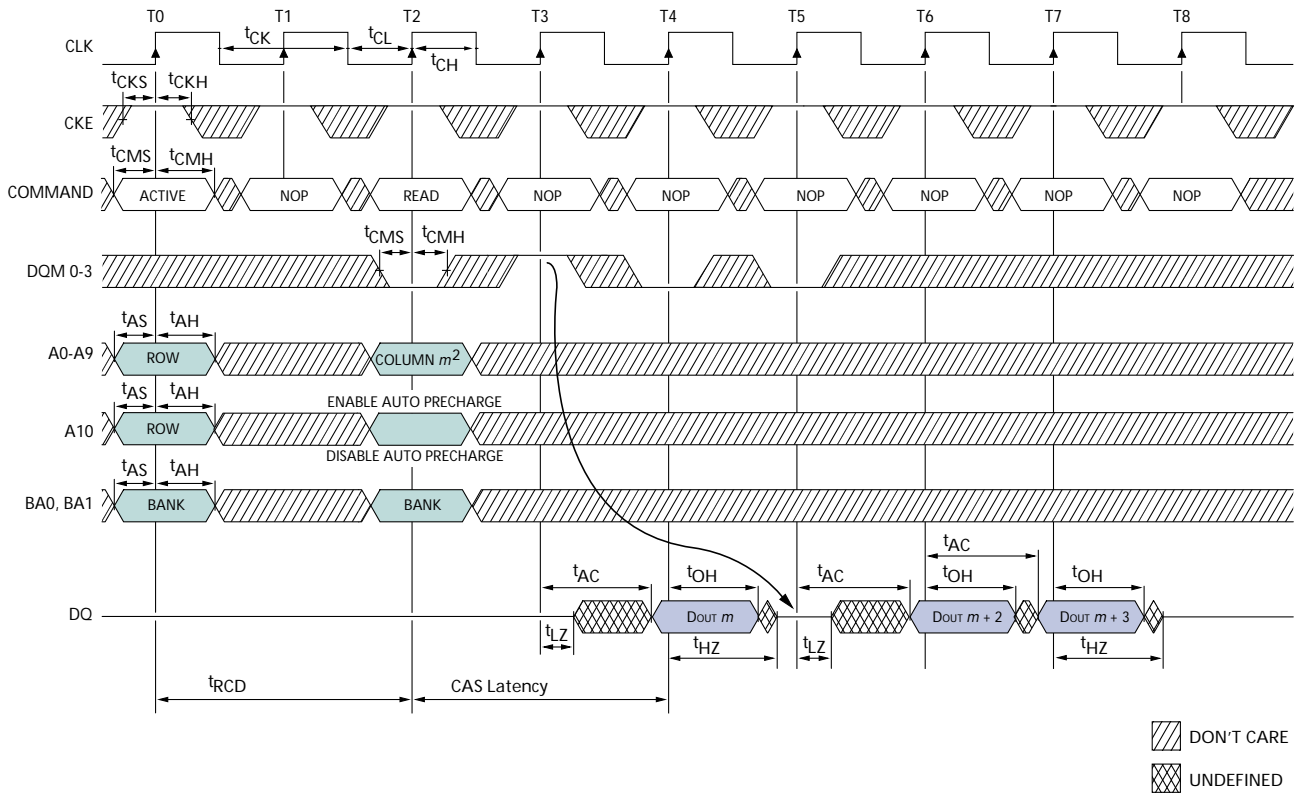 T0 T1 T2 T3 T4 T5 T6 T7 T8
CLK
tCK tCL
tCH
tCKS tCKH
CKE
tCMS tCMH
COMMAND ACTIVE NOP READ NOP NOP NOP NOP NOP NOP
tCMS tCMH
DQM 0-3
tAS tAH
A0-A9 ROW COLUMN m2
tAS tAH ENABLE AUTO PRECHARGE
A10 ROW
DISABLE AUTO PRECHARGE
tAS tAH
BA0, BA1 BANK BANK
tAC
tAC tOH tAC tOH tOH
DQ DOUT m DOUT m + 2 DOUT m + 3
tLZ tHZ tLZ tHZ
tRCD CAS Latency
DON'T CARE
UNDEFINED